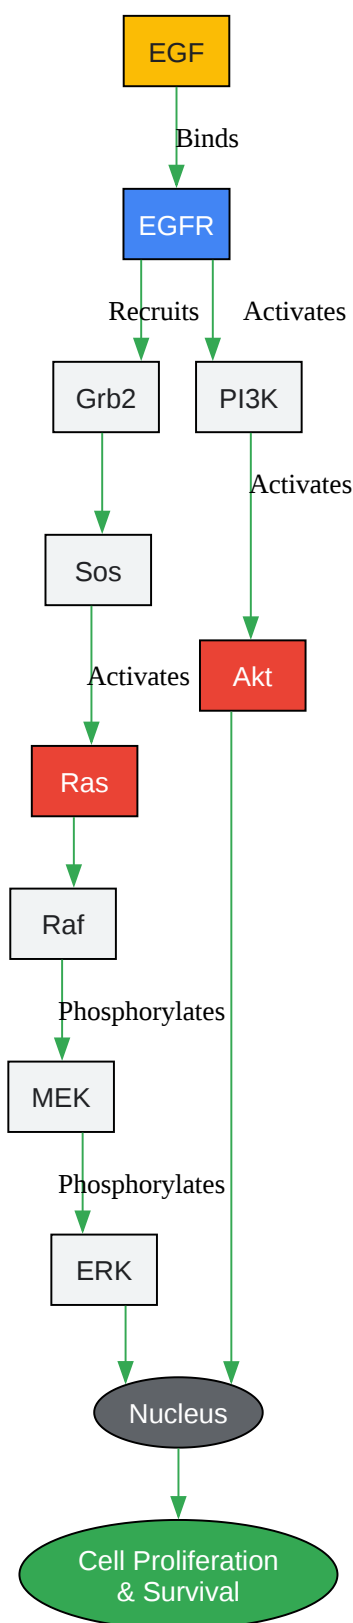 EGF
Binds
EGFR
Recruits
Activates
Grb2
PI3K
Activates
Sos
Activates
Akt
Ras
Raf
Phosphorylates
MEK
Phosphorylates
ERK
Nucleus
Cell Proliferation
& Survival